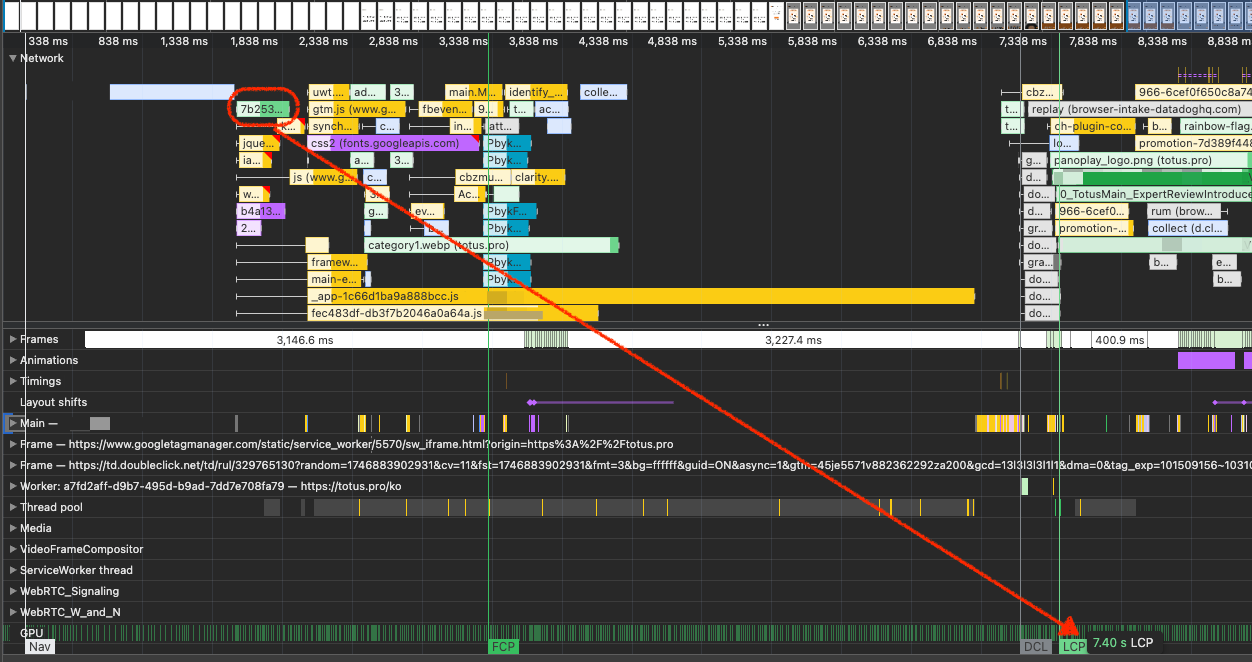 338 ms 838 ms 1,338 ms 1,838 ms 2,338 ms 2,838 ms 3,338 ms 3,838 ms 4,338 ms 4,838 ms 5,338 ms 5,838 ms 6,338 ms 6,838 ms 7,338 ms 7,838 ms 8,338 ms 8,838 m
Network
uwt.... ad... 3... main.M... identify_... colle... cbz... 966-6cef0f650c8a74
7b253... gtm.js (www.g... fbeven... 9... t... ac... t... replay (browser-intake-datadoghq.com)
k... synch... c... in... att... t... ch-plugin-co... b... rainbow-flag.
jque... css2 (fonts.googleapis.com) Pbyk... lo... promotion-7d389f448
ia... a... 3... Pbyk... g... panoplay_logo.png (totus.pro)
js (www.g... c... cbzmu... clarity.... d...
w... 3... Ac... do... 0_TotusMain_ExpertReviewIntroduce
b4a13... g... ev... PbykF... d... 966-6cef0... rum (brow...
2... b... Pbyk... gr... promotion-... collect (d.cl...
category1.webp (totus.pro) do...
framew... Pbyk... gra... b... e...
main-e... Pbyk... do... b...
_app-1c66d1ba9a888bcc.js do...
fec483df-db3f7b2046a0a64a.js do...
...
Frames 3,146.6 ms 3,227.4 ms 400.9 ms
Animations
Timings
Layout shifts
Main —
Frame — https://www.googletagmanager.com/static/service_worker/5570/sw_iframe.html?origin=https%3A%2F%2Ftotus.pro
Frame — https://td.doubleclick.net/td/rul/329765130?random=1746883902931&cv=11&fst=1746883902931&fmt=3&bg=ffffff&guid=ON&async=1&gtm=45je5571v882362292za200&gcd=13l3l3l3l1l1&dma=0&tag_exp=101509156~10310
Worker: a7fd2aff-d9b7-495d-b9ad-7dd7e708fa79 — https://totus.pro/ko
Thread pool
Media
VideoFrameCompositor
ServiceWorker thread
WebRTC_Signaling
WebRTC_W_and_N
GPU
Nav FCP DCL LCP 7.40 s LCP